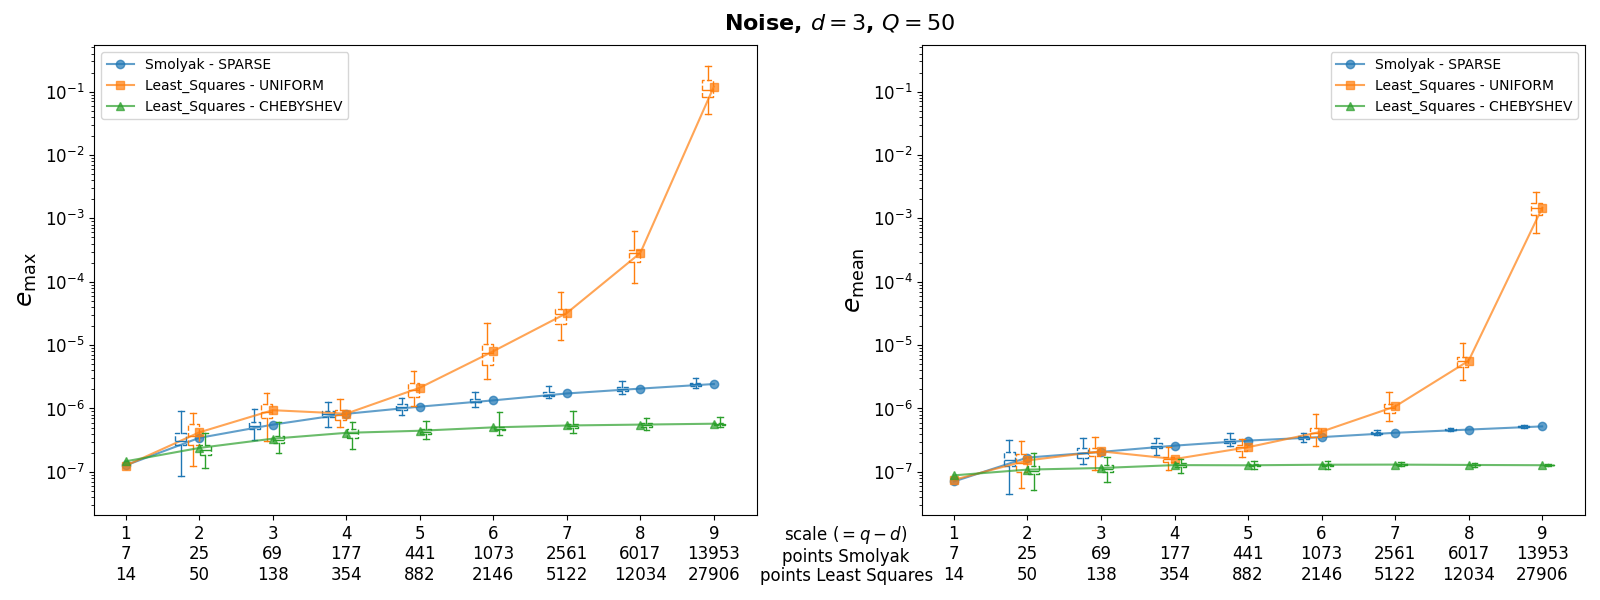 Noise, d = 3, Q = 50
Smolyak - SPARSE
Least_Squares - UNIFORM
Least_Squares - CHEBYSHEV
10⁻¹
10⁻²
10⁻³
10⁻⁴
10⁻⁵
10⁻⁶
10⁻⁷
e_max
1 2 3 4 5 6 7 8 9
7 25 69 177 441 1073 2561 6017 13953
14 50 138 354 882 2146 5122 12034 27906
scale (= q − d)
points Smolyak
points Least Squares
Smolyak - SPARSE
Least_Squares - UNIFORM
Least_Squares - CHEBYSHEV
10⁻¹
10⁻²
10⁻³
10⁻⁴
10⁻⁵
10⁻⁶
10⁻⁷
e_mean
1 2 3 4 5 6 7 8 9
7 25 69 177 441 1073 2561 6017 13953
14 50 138 354 882 2146 5122 12034 27906